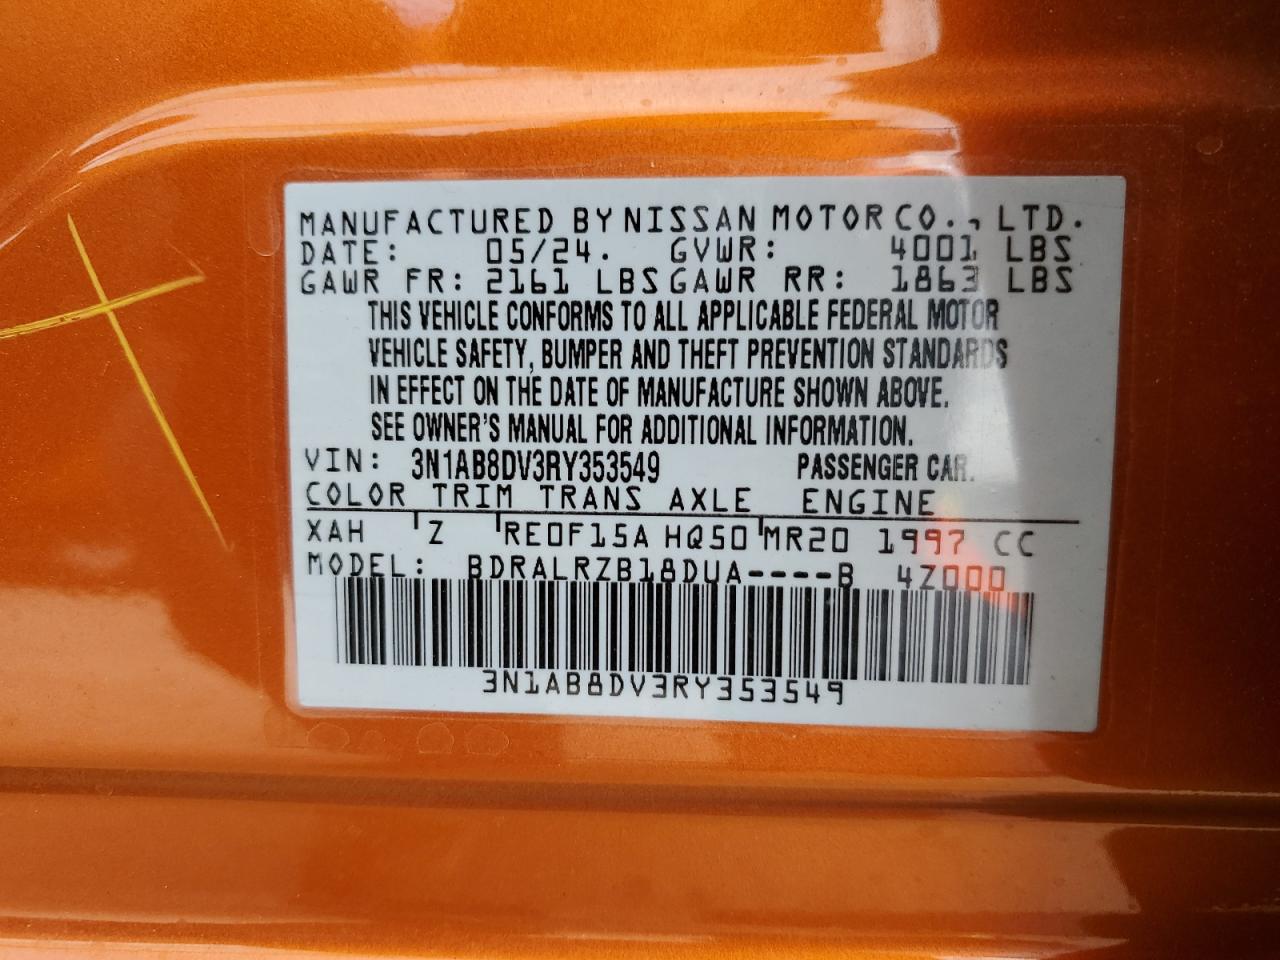 MANUFACTURED BY NISSAN MOTOR CO., LTD.
DATE: 05/24. GVWR: 4001 LBS
GAWR FR: 2161 LBS GAWR RR: 1863 LBS
THIS VEHICLE CONFORMS TO ALL APPLICABLE FEDERAL MOTOR
VEHICLE SAFETY, BUMPER AND THEFT PREVENTION STANDARDS
IN EFFECT ON THE DATE OF MANUFACTURE SHOWN ABOVE.
SEE OWNER'S MANUAL FOR ADDITIONAL INFORMATION.
VIN: 3N1AB8DV3RY353549 PASSENGER CAR.
COLOR TRIM TRANS AXLE ENGINE
XAH Z RE0F15A HQ50 MR20 1997 CC
MODEL: BDRALRZB18DUA----B 4Z000
3N1AB8DV3RY353549